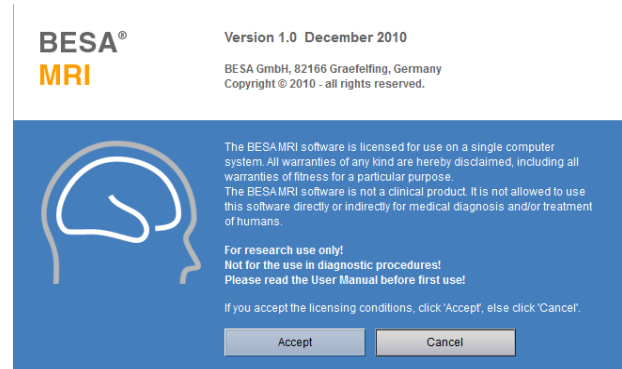 BESA®
MRI
Version 1.0 December 2010
BESA GmbH, 82166 Graefelfing, Germany
Copyright © 2010 - all rights reserved.
The BESA MRI software is licensed for use on a single computer
system. All warranties of any kind are hereby disclaimed, including all
warranties of fitness for a particular purpose.
The BESA MRI software is not a clinical product. It is not allowed to use
this software directly or indirectly for medical diagnosis and/or treatment
of humans.
For research use only!
Not for the use in diagnostic procedures!
Please read the User Manual before first use!
If you accept the licensing conditions, click 'Accept', else click 'Cancel'.
Accept
Cancel